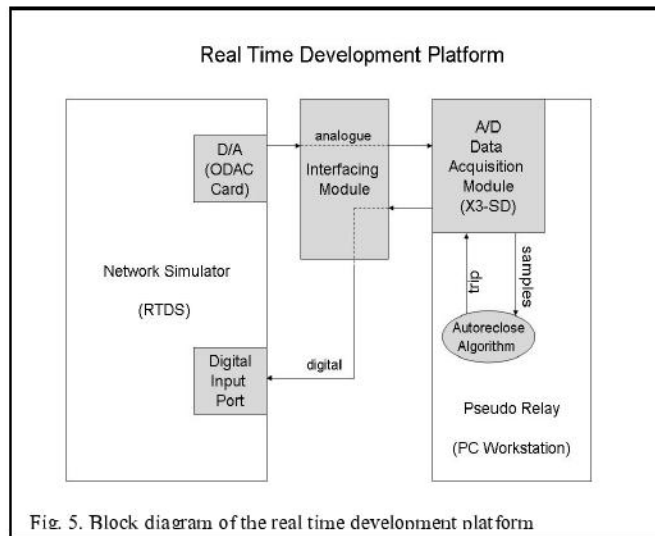 Real Time Development Platform
D/A
(ODAC
Card)
Network Simulator
(RTDS)
Digital
Input
Port
analogue
Interfacing
Module
digital
A/D
Data
Acquisition
Module
(X3-SD)
trip
samples
Autoreclose
Algorithm
Pseudo Relay
(PC Workstation)
Fig. 5. Block diagram of the real time development platform